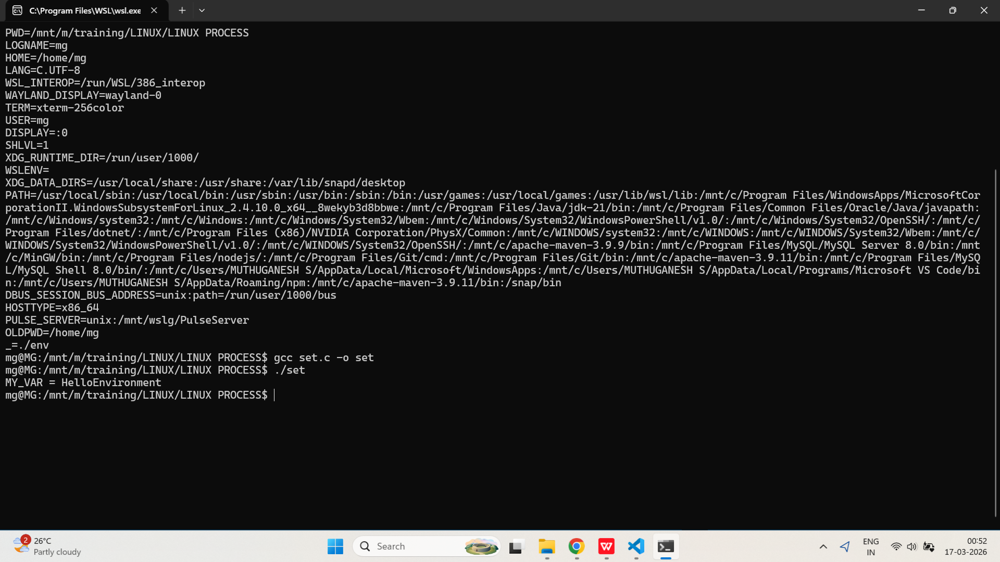 C:\Program Files\WSL\wsl.exe
PWD=/mnt/m/training/LINUX/LINUX PROCESS
LOGNAME=mg
HOME=/home/mg
LANG=C.UTF-8
WSL_INTEROP=/run/WSL/386_interop
WAYLAND_DISPLAY=wayland-0
TERM=xterm-256color
USER=mg
DISPLAY=:0
SHLVL=1
XDG_RUNTIME_DIR=/run/user/1000/
WSLENV=
XDG_DATA_DIRS=/usr/local/share:/usr/share:/var/lib/snapd/desktop
PATH=/usr/local/sbin:/usr/local/bin:/usr/sbin:/usr/bin:/sbin:/bin:/usr/games:/usr/local/games:/usr/lib/wsl/lib:/mnt/c/Program Files/WindowsApps/MicrosoftCor
porationII.WindowsSubsystemForLinux_2.4.10.0_x64__8wekyb3d8bbwe:/mnt/c/Program Files/Java/jdk-21/bin:/mnt/c/Program Files/Common Files/Oracle/Java/javapath:
/mnt/c/Windows/system32:/mnt/c/Windows:/mnt/c/Windows/System32/Wbem:/mnt/c/Windows/System32/WindowsPowerShell/v1.0/:/mnt/c/Windows/System32/OpenSSH/:/mnt/c/
Program Files/dotnet/:/mnt/c/Program Files (x86)/NVIDIA Corporation/PhysX/Common:/mnt/c/WINDOWS/system32:/mnt/c/WINDOWS:/mnt/c/WINDOWS/System32/Wbem:/mnt/c/
WINDOWS/System32/WindowsPowerShell/v1.0/:/mnt/c/WINDOWS/System32/OpenSSH/:/mnt/c/apache-maven-3.9.9/bin:/mnt/c/Program Files/MySQL/MySQL Server 8.0/bin:/mnt
/c/MinGW/bin:/mnt/c/Program Files/nodejs/:/mnt/c/Program Files/Git/cmd:/mnt/c/Program Files/Git/bin:/mnt/c/apache-maven-3.9.11/bin:/mnt/c/Program Files/MySQ
L/MySQL Shell 8.0/bin/:/mnt/c/Users/MUTHUGANESH S/AppData/Local/Microsoft/WindowsApps:/mnt/c/Users/MUTHUGANESH S/AppData/Local/Programs/Microsoft VS Code/bi
n:/mnt/c/Users/MUTHUGANESH S/AppData/Roaming/npm:/mnt/c/apache-maven-3.9.11/bin:/snap/bin
DBUS_SESSION_BUS_ADDRESS=unix:path=/run/user/1000/bus
HOSTTYPE=x86_64
PULSE_SERVER=unix:/mnt/wslg/PulseServer
OLDPWD=/home/mg
_=./env
mg@MG:/mnt/m/training/LINUX/LINUX PROCESS$ gcc set.c -o set
mg@MG:/mnt/m/training/LINUX/LINUX PROCESS$ ./set
MY_VAR = HelloEnvironment
mg@MG:/mnt/m/training/LINUX/LINUX PROCESS$
2
26°C
Partly cloudy
Search
ENG
IN
00:52
17-03-2026